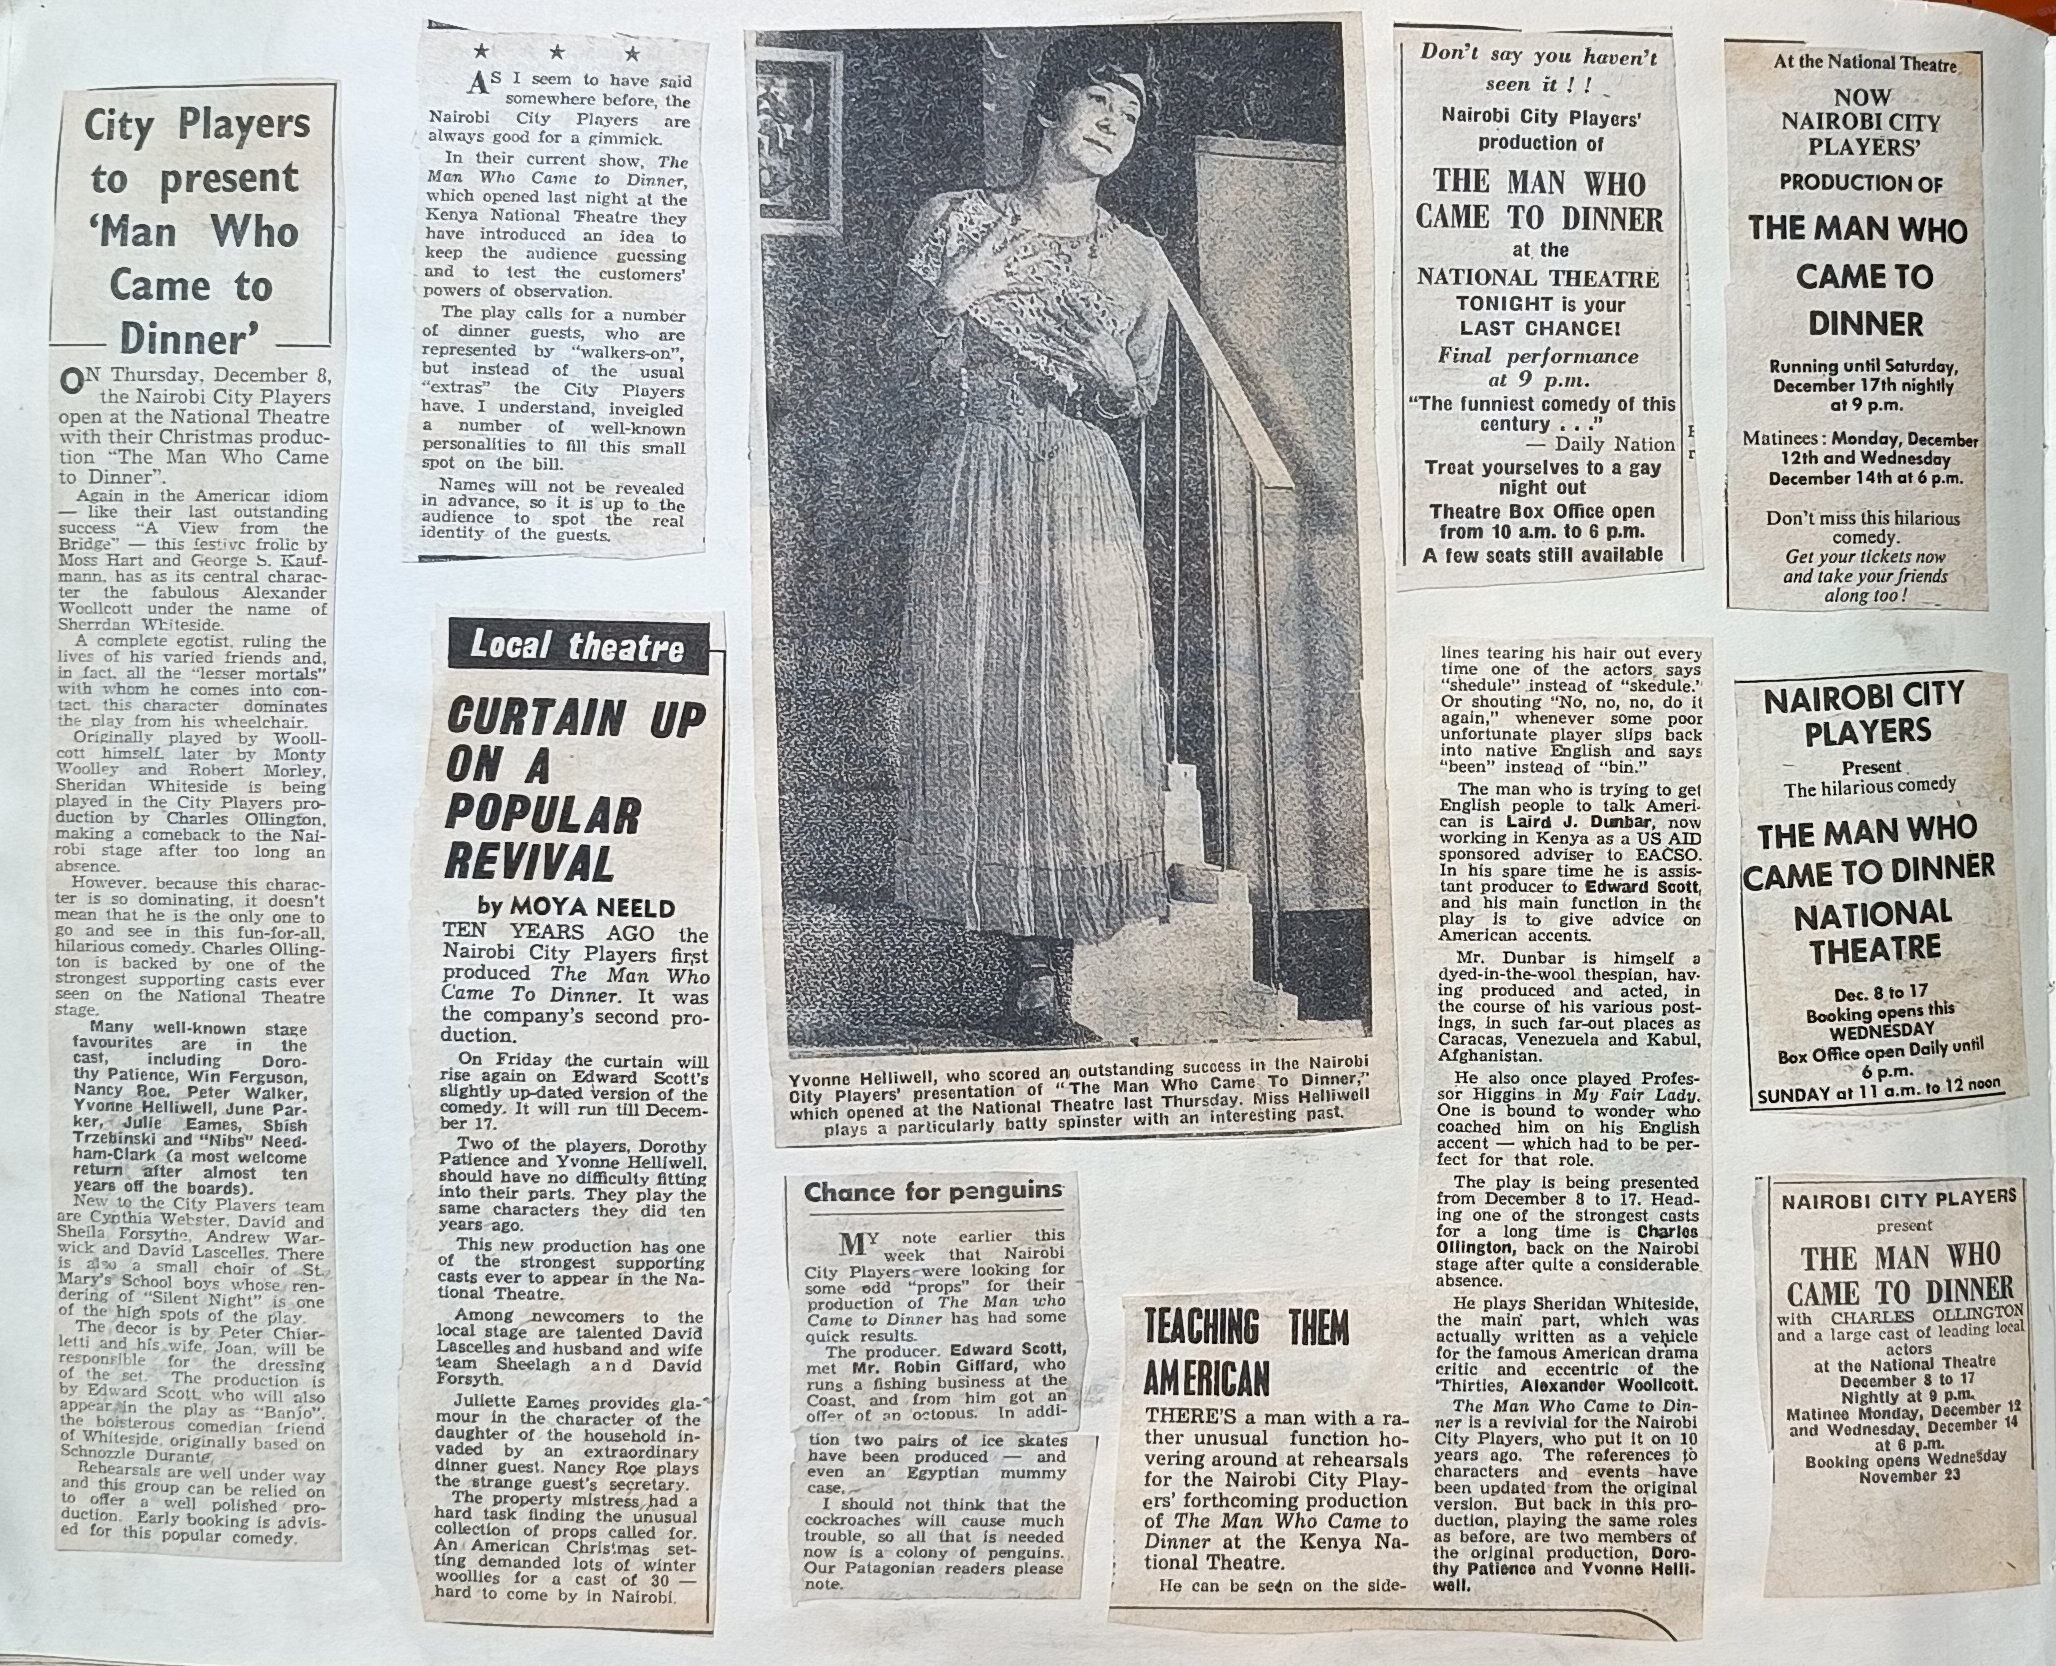 City Players
to present
‘Man Who
Came to
Dinner’
ON Thursday, December 8,
the Nairobi City Players
open at the National Theatre
with their Christmas produc-
tion “The Man Who Came
to Dinner”.
Again in the American idiom
— like their last outstanding
success “A View from the
Bridge” — this festive frolic by
Moss Hart and George S. Kauf-
mann, has as its central charac-
ter the fabulous Alexander
Woollcott under the name of
Sherrdan Whiteside.
A complete egotist, ruling the
lives of his varied friends and,
in fact, all the “lesser mortals”
with whom he comes into con-
tact, this character dominates
the play from his wheelchair.
Originally played by Wooll-
cott himself, later by Monty
Woolley and Robert Morley,
Sheridan Whiteside is being
played in the City Players pro-
duction by Charles Ollington,
making a comeback to the Nai-
robi stage after too long an
absence.
However, because this charac-
ter is so dominating, it doesn’t
mean that he is the only one to
go and see in this fun-for-all,
hilarious comedy. Charles Olling-
ton is backed by one of the
strongest supporting casts ever
seen on the National Theatre
stage.
Many well-known stage
favourites are in the
cast, including Doro-
thy Patience, Win Ferguson,
Nancy Roe, Peter Walker,
Yvonne Helliwell, June Par-
ker, Julie Eames, Sbish
Trzebinski and “Nibs” Need-
ham-Clark (a most welcome
return after almost ten
years off the boards).
New to the City Players team
are Cynthia Webster, David and
Sheila Forsythe, Andrew War-
wick and David Lascelles. There
is also a small choir of St.
Mary’s School boys whose ren-
dering of “Silent Night” is one
of the high spots of the play.
The decor is by Peter Chiar-
letti and his wife, Joan, will be
responsible for the dressing
of the set. The production is
by Edward Scott, who will also
appear in the play as “Banjo”,
the boisterous comedian friend
of Whiteside, originally based on
Schnozzle Durante,
Rehearsals are well under way
and this group can be relied on
to offer a well polished pro-
duction. Early booking is advis-
ed for this popular comedy.
★ ★ ★
AS I seem to have said
somewhere before, the
Nairobi City Players are
always good for a gimmick.
In their current show, The
Man Who Came to Dinner,
which opened last night at the
Kenya National Theatre they
have introduced an idea to
keep the audience guessing
and to test the customers’
powers of observation.
The play calls for a number
of dinner guests, who are
represented by “walkers-on”,
but instead of the usual
“extras” the City Players
have, I understand, inveigled
a number of well-known
personalities to fill this small
spot on the bill.
Names will not be revealed
in advance, so it is up to the
audience to spot the real
identity of the guests.
Local theatre
CURTAIN UP
ON A
POPULAR
REVIVAL
by MOYA NEELD
TEN YEARS AGO the
Nairobi City Players first
produced The Man Who
Came To Dinner. It was
the company’s second pro-
duction.
On Friday the curtain will
rise again on Edward Scott’s
slightly up-dated version of the
comedy. It will run till Decem-
ber 17.
Two of the players, Dorothy
Patience and Yvonne Helliwell,
should have no difficulty fitting
into their parts. They play the
same characters they did ten
years ago.
This new production has one
of the strongest supporting
casts ever to appear in the Na-
tional Theatre.
Among newcomers to the
local stage are talented David
Lascelles and husband and wife
team Sheelagh and David
Forsyth.
Juliette Eames provides gla-
mour in the character of the
daughter of the household in-
vaded by an extraordinary
dinner guest. Nancy Roe plays
the strange guest’s secretary.
The property mistress had a
hard task finding the unusual
collection of props called for.
An American Christmas set-
ting demanded lots of winter
woollies for a cast of 30 —
hard to come by in Nairobi.
Yvonne Helliwell, who scored an outstanding success in the Nairobi
City Players’ presentation of “The Man Who Came To Dinner,”
which opened at the National Theatre last Thursday. Miss Helliwell
plays a particularly batty spinster with an interesting past.
Chance for penguins
MY note earlier this
week that Nairobi
City Players were looking for
some odd “props” for their
production of The Man who
Came to Dinner has had some
quick results.
The producer, Edward Scott,
met Mr. Robin Giffard, who
runs a fishing business at the
Coast, and from him got an
offer of an octopus. In addi-
tion two pairs of ice skates
have been produced — and
even an Egyptian mummy
case.
I should not think that the
cockroaches will cause much
trouble, so all that is needed
now is a colony of penguins.
Our Patagonian readers please
note.
TEACHING THEM
AMERICAN
THERE’S a man with a ra-
ther unusual function ho-
vering around at rehearsals
for the Nairobi City Play-
ers’ forthcoming production
of The Man Who Came to
Dinner at the Kenya Na-
tional Theatre.
He can be seen on the side-
lines tearing his hair out every
time one of the actors says
“shedule” instead of “skedule.”
Or shouting “No, no, no, do it
again,” whenever some poor
unfortunate player slips back
into native English and says
“been” instead of “bin.”
The man who is trying to get
English people to talk Ameri-
can is Laird J. Dunbar, now
working in Kenya as a US AID
sponsored adviser to EACSO.
In his spare time he is assis-
tant producer to Edward Scott,
and his main function in the
play is to give advice on
American accents.
Mr. Dunbar is himself a
dyed-in-the-wool thespian, hav-
ing produced and acted, in
the course of his various post-
ings, in such far-out places as
Caracas, Venezuela and Kabul,
Afghanistan.
He also once played Profes-
sor Higgins in My Fair Lady.
One is bound to wonder who
coached him on his English
accent — which had to be per-
fect for that role.
The play is being presented
from December 8 to 17. Head-
ing one of the strongest casts
for a long time is Charles
Ollington, back on the Nairobi
stage after quite a considerable
absence.
He plays Sheridan Whiteside,
the main part, which was
actually written as a vehicle
for the famous American drama
critic and eccentric of the
’Thirties, Alexander Woollcott.
The Man Who Came to Din-
ner is a revivial for the Nairobi
City Players, who put it on 10
years ago. The references to
characters and events have
been updated from the original
version. But back in this pro-
duction, playing the same roles
as before, are two members of
the original production, Doro-
thy Patience and Yvonne Helli-
well.
Don’t say you haven’t
seen it ! !
Nairobi City Players’
production of
THE MAN WHO
CAME TO DINNER
at the
NATIONAL THEATRE
TONIGHT is your
LAST CHANCE!
Final performance
at 9 p.m.
“The funniest comedy of this
century . . .”
— Daily Nation
Treat yourselves to a gay
night out
Theatre Box Office open
from 10 a.m. to 6 p.m.
A few seats still available
At the National Theatre
NOW
NAIROBI CITY
PLAYERS’
PRODUCTION OF
THE MAN WHO
CAME TO
DINNER
Running until Saturday,
December 17th nightly
at 9 p.m.
Matinees : Monday, December
12th and Wednesday
December 14th at 6 p.m.
Don’t miss this hilarious
comedy.
Get your tickets now
and take your friends
along too !
NAIROBI CITY
PLAYERS
Present
The hilarious comedy
THE MAN WHO
CAME TO DINNER
NATIONAL
THEATRE
Dec. 8 to 17
Booking opens this
WEDNESDAY
Box Office open Daily until
6 p.m.
SUNDAY at 11 a.m. to 12 noon
NAIROBI CITY PLAYERS
present
THE MAN WHO
CAME TO DINNER
with CHARLES OLLINGTON
and a large cast of leading local
actors
at the National Theatre
December 8 to 17
Nightly at 9 p.m.
Matinee Monday, December 12
and Wednesday, December 14
at 6 p.m.
Booking opens Wednesday
November 23